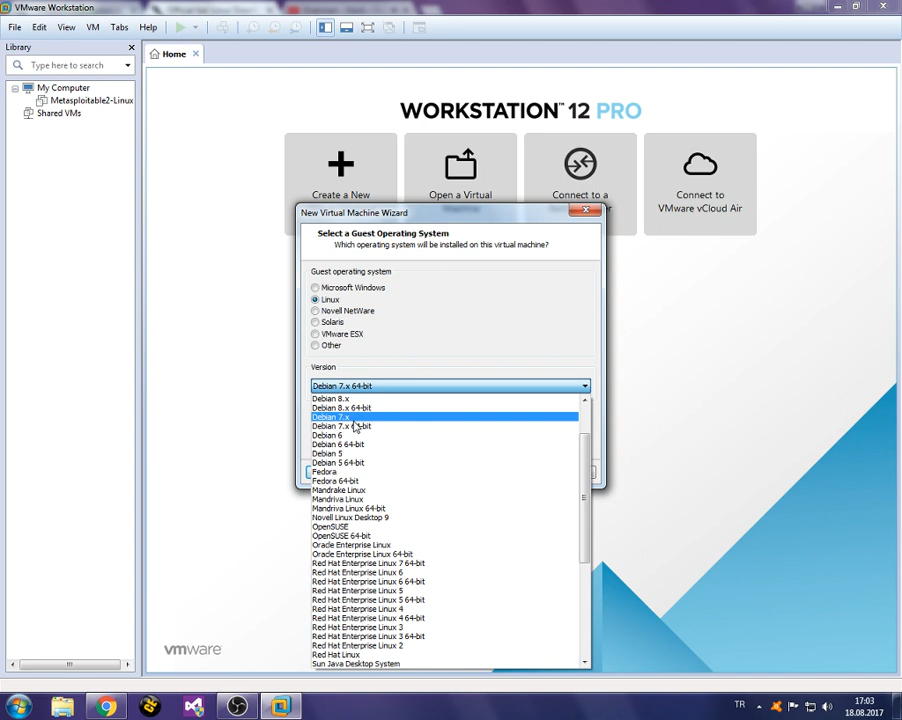 VMware Workstation
File Edit View VM Tabs Help
Library
Type here to search
My Computer
Metasploitable2-Linux
Shared VMs
Home
WORKSTATION™ 12 PRO
Create a New
Open a Virtual
Connect to a
Connect to
VMware vCloud Air
New Virtual Machine Wizard
Select a Guest Operating System
Which operating system will be installed on this virtual machine?
Guest operating system
Microsoft Windows
Linux
Novell NetWare
Solaris
VMware ESX
Other
Version
Debian 7.x 64-bit
Debian 8.x
Debian 8.x 64-bit
Debian 7.x
Debian 7.x 64-bit
Debian 6
Debian 6 64-bit
Debian 5
Debian 5 64-bit
Fedora
Fedora 64-bit
Mandrake Linux
Mandriva Linux
Mandriva Linux 64-bit
Novell Linux Desktop 9
OpenSUSE
OpenSUSE 64-bit
Oracle Enterprise Linux
Oracle Enterprise Linux 64-bit
Red Hat Enterprise Linux 7 64-bit
Red Hat Enterprise Linux 6
Red Hat Enterprise Linux 6 64-bit
Red Hat Enterprise Linux 5
Red Hat Enterprise Linux 5 64-bit
Red Hat Enterprise Linux 4
Red Hat Enterprise Linux 4 64-bit
Red Hat Enterprise Linux 3
Red Hat Enterprise Linux 3 64-bit
Red Hat Enterprise Linux 2
Red Hat Linux
Sun Java Desktop System
vmware
TR
17:03
18.08.2017